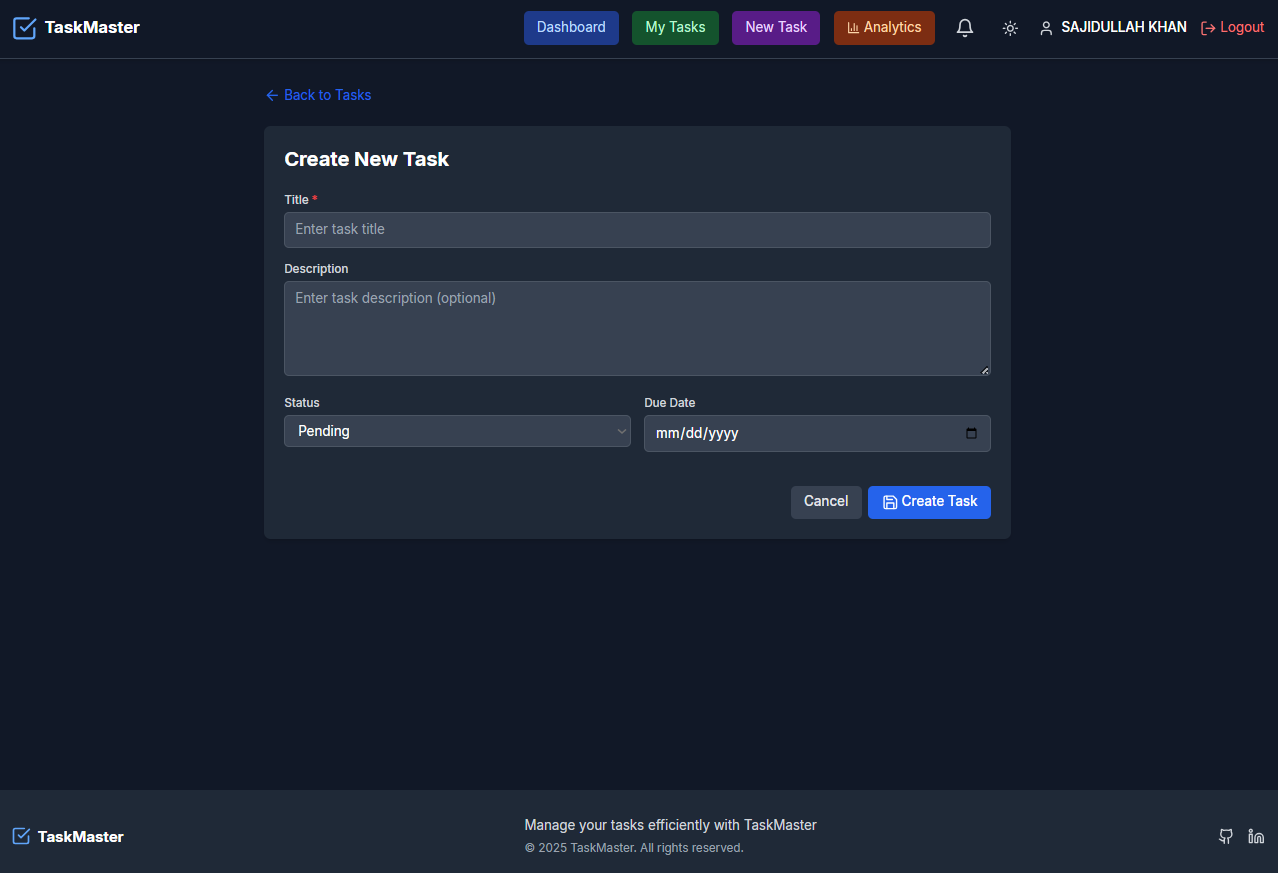 TaskMaster
Dashboard
My Tasks
New Task
Analytics
SAJIDULLAH KHAN
Logout
Back to Tasks
Create New Task
Title *
Enter task title
Description
Enter task description (optional)
Status
Due Date
Pending
mm/dd/yyyy
Cancel
Create Task
TaskMaster
Manage your tasks efficiently with TaskMaster
© 2025 TaskMaster. All rights reserved.